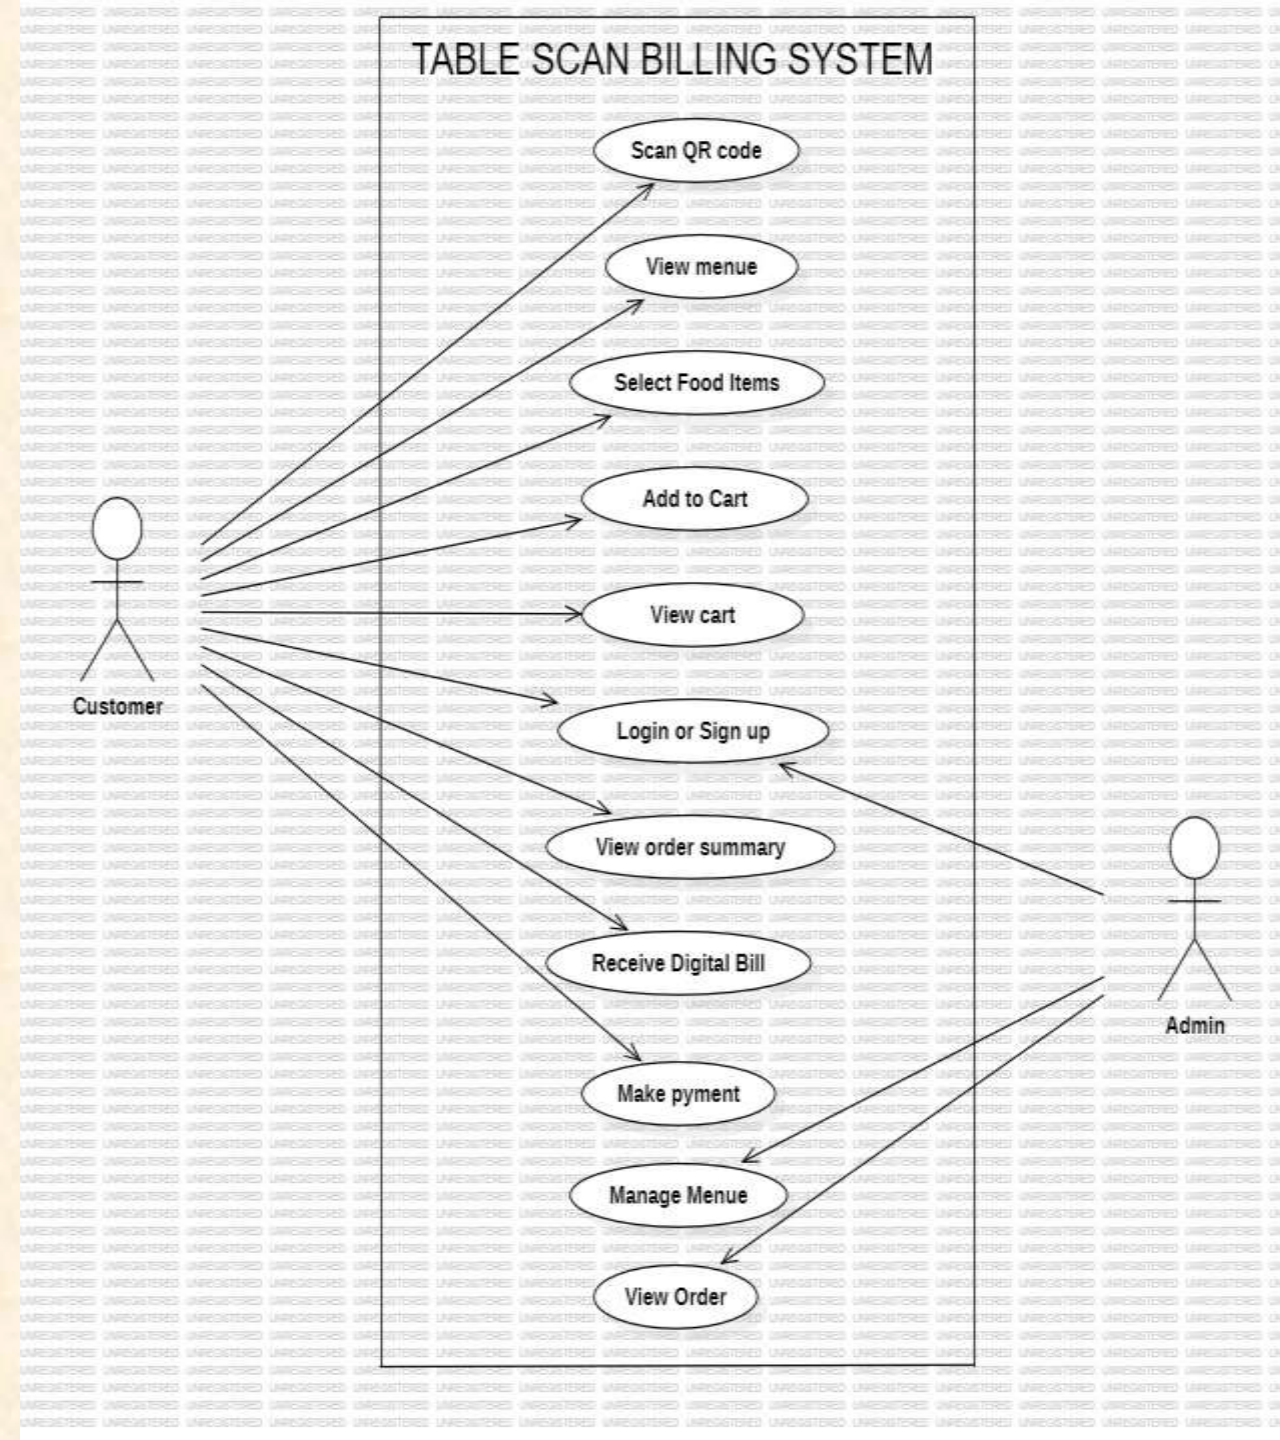 TABLE SCAN BILLING SYSTEM
Scan QR code
View menue
Select Food Items
Add to Cart
View cart
Customer
Login or Sign up
View order summary
Receive Digital Bill
Admin
Make pyment
Manage Menue
View Order
UNREGISTERED